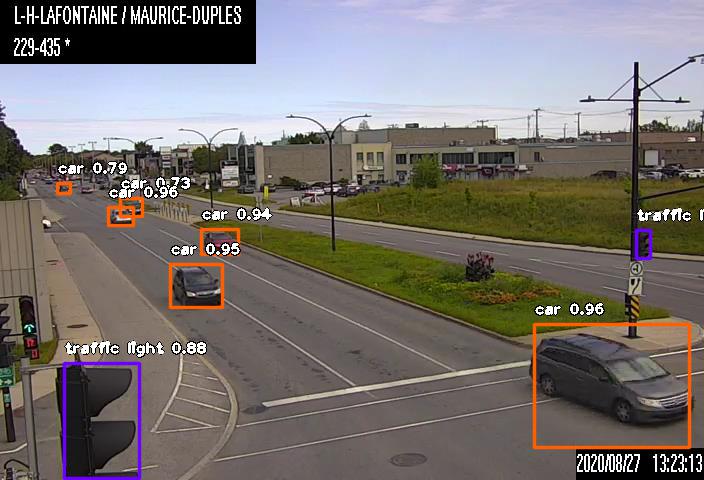 L-H-LAFONTAINE / MAURICE-DUPLES
229-435 *
car 0.79
car 0.73
car 0.96
car 0.94
traffic l
car 0.95
car 0.96
traffic light 0.88
2020/08/27 13:23:13